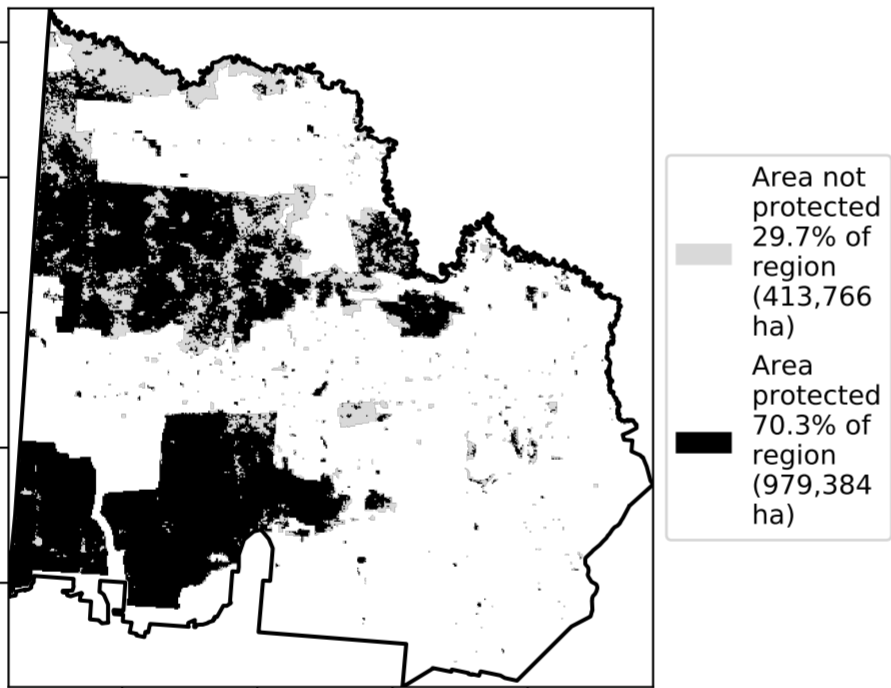 Area not
protected
29.7% of
region
(413,766
ha)
Area
protected
70.3% of
region
(979,384
ha)